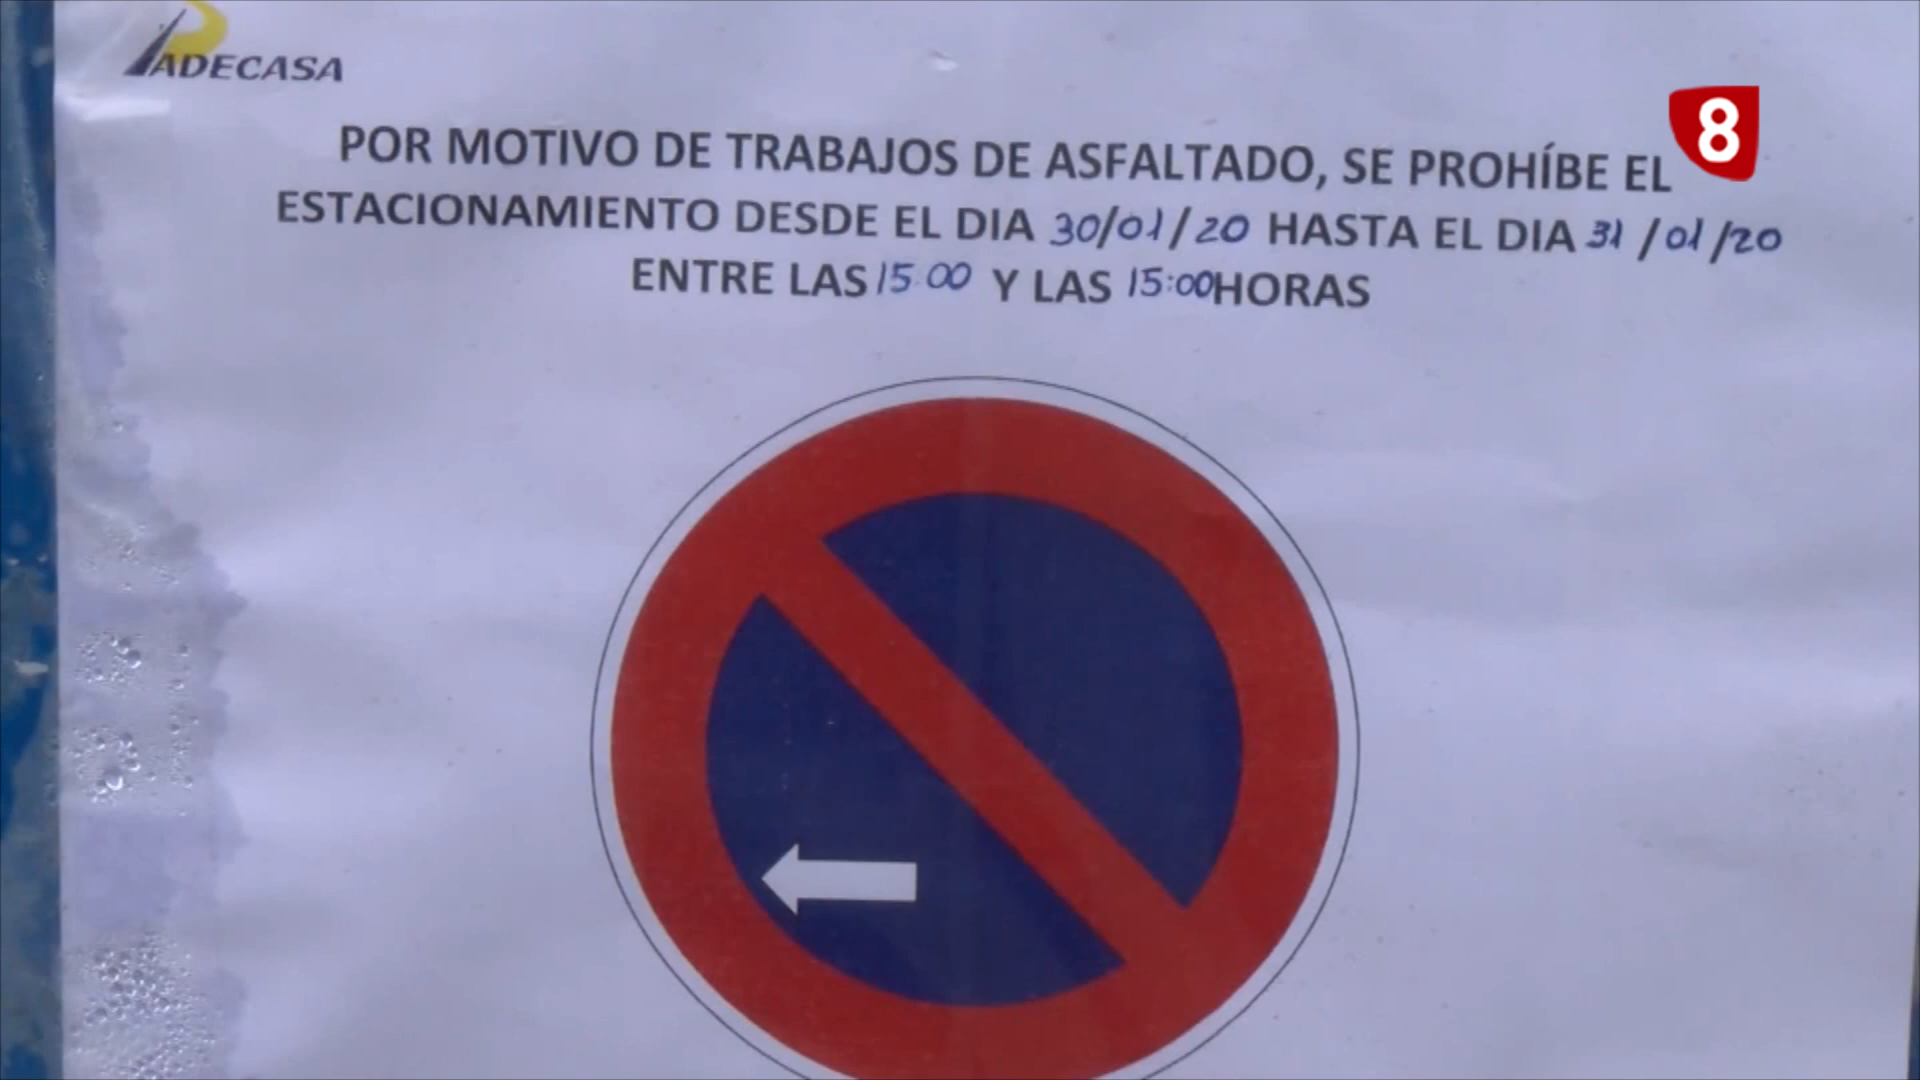 PADECASA
8
POR MOTIVO DE TRABAJOS DE ASFALTADO, SE PROHÍBE EL
ESTACIONAMIENTO DESDE EL DIA 30/01/20 HASTA EL DIA 31/01/20
ENTRE LAS 15:00 Y LAS 15:00 HORAS